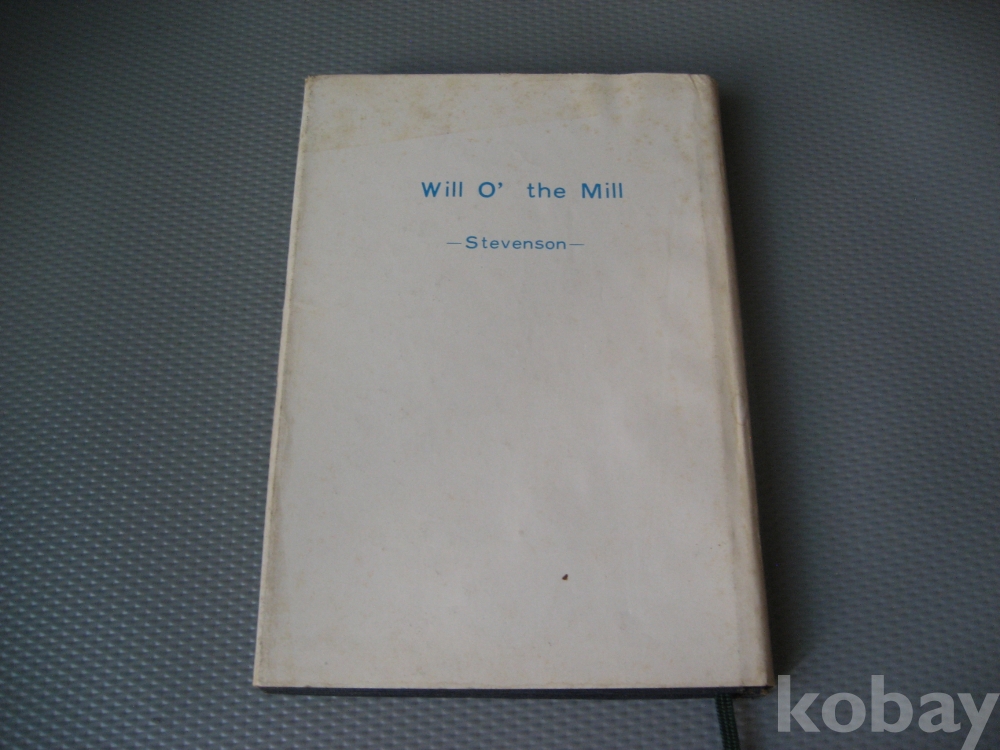 Will O' the Mill
—Stevenson—
kobay